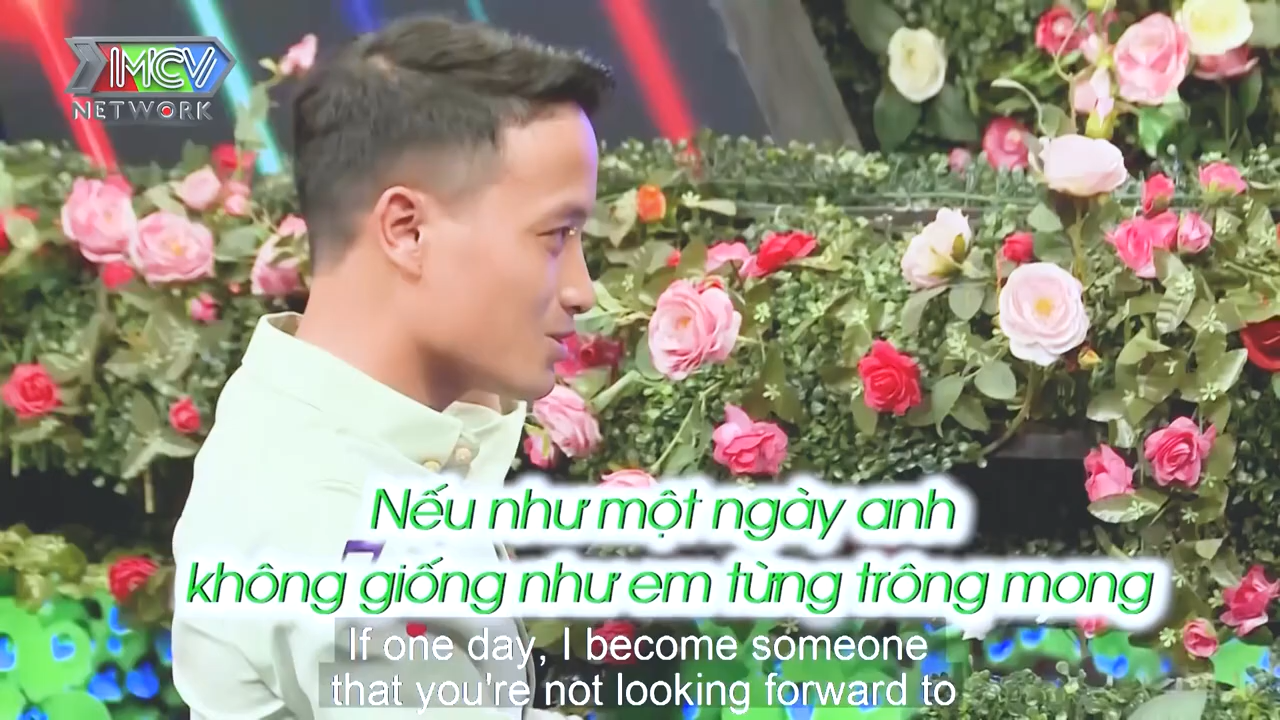 MCV
NETWORK
Nếu như một ngày anh
không giống như em từng trông mong
If one day, I become someone
that you're not looking forward to